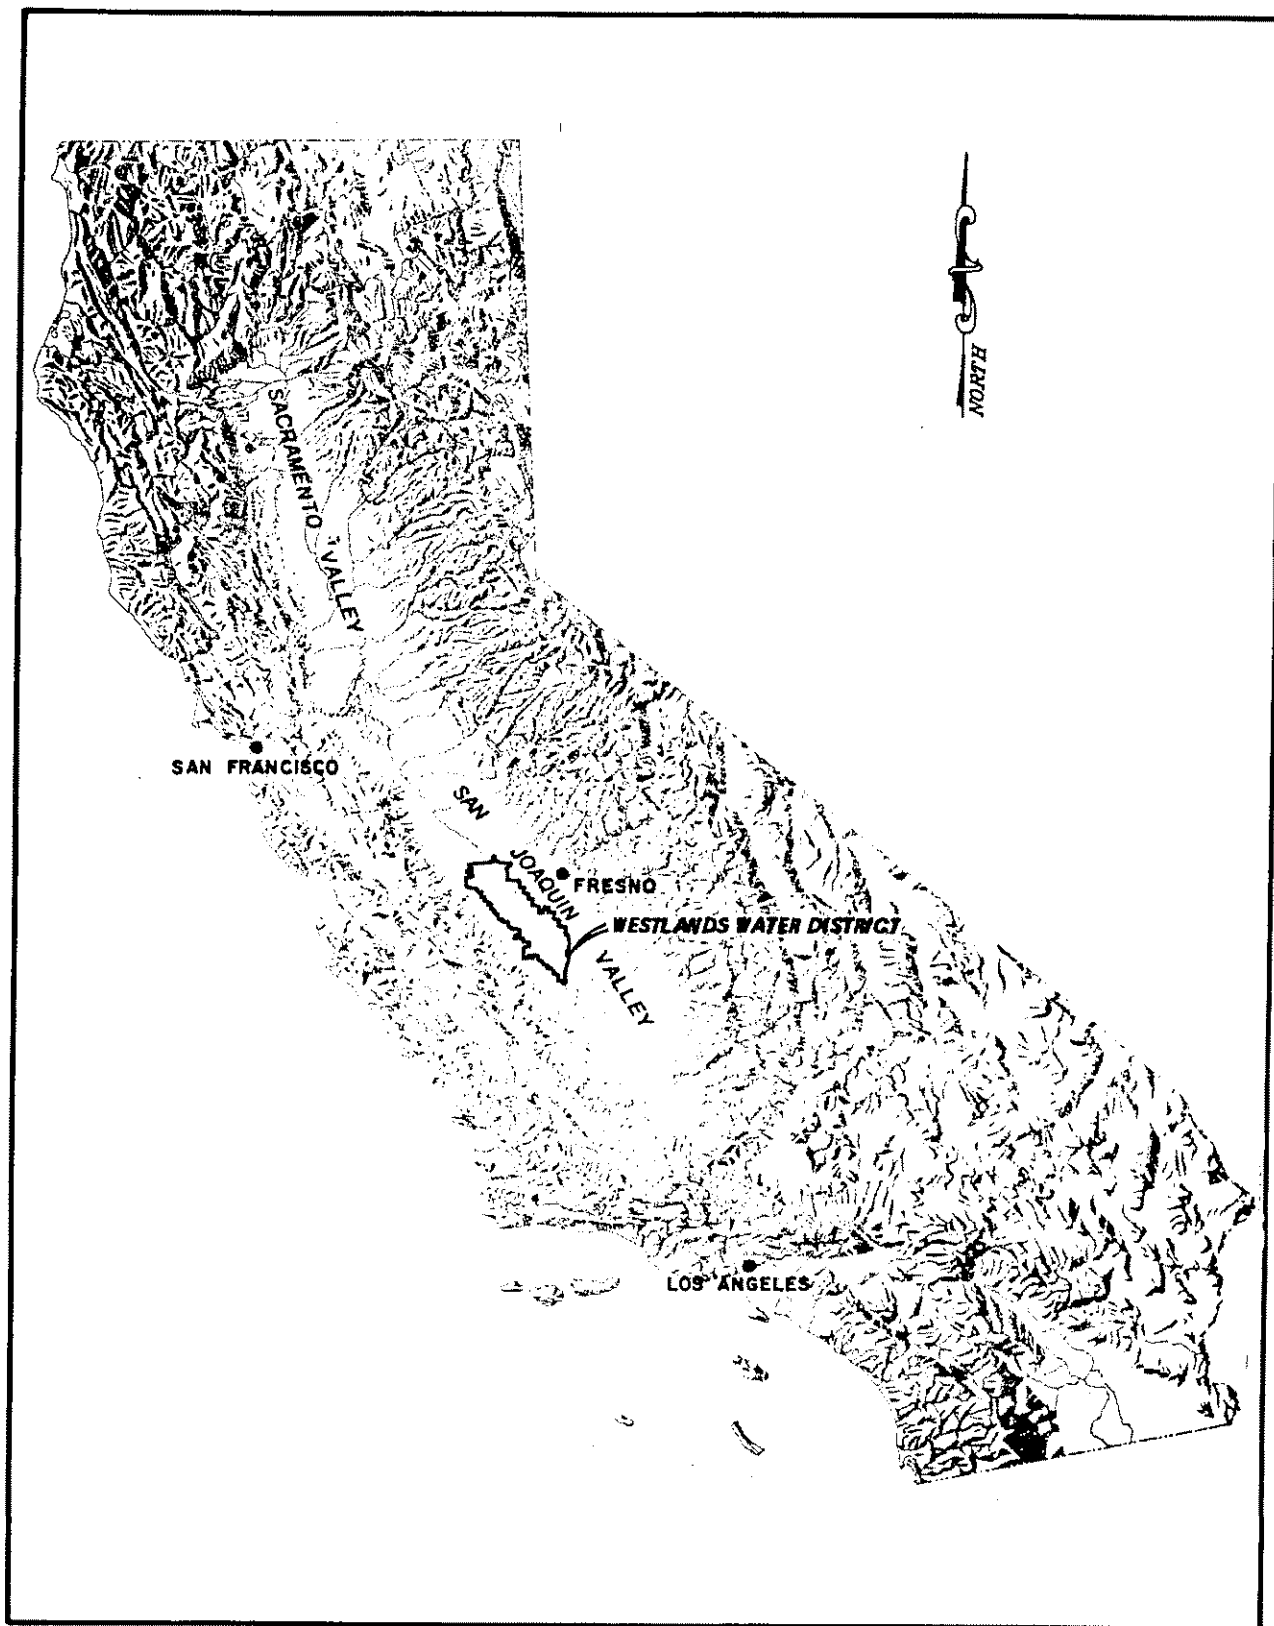 NORTH
SACRAMENTO VALLEY
SAN FRANCISCO
SAN JOAQUIN VALLEY
FRESNO
WESTLANDS WATER DISTRICT
LOS ANGELES